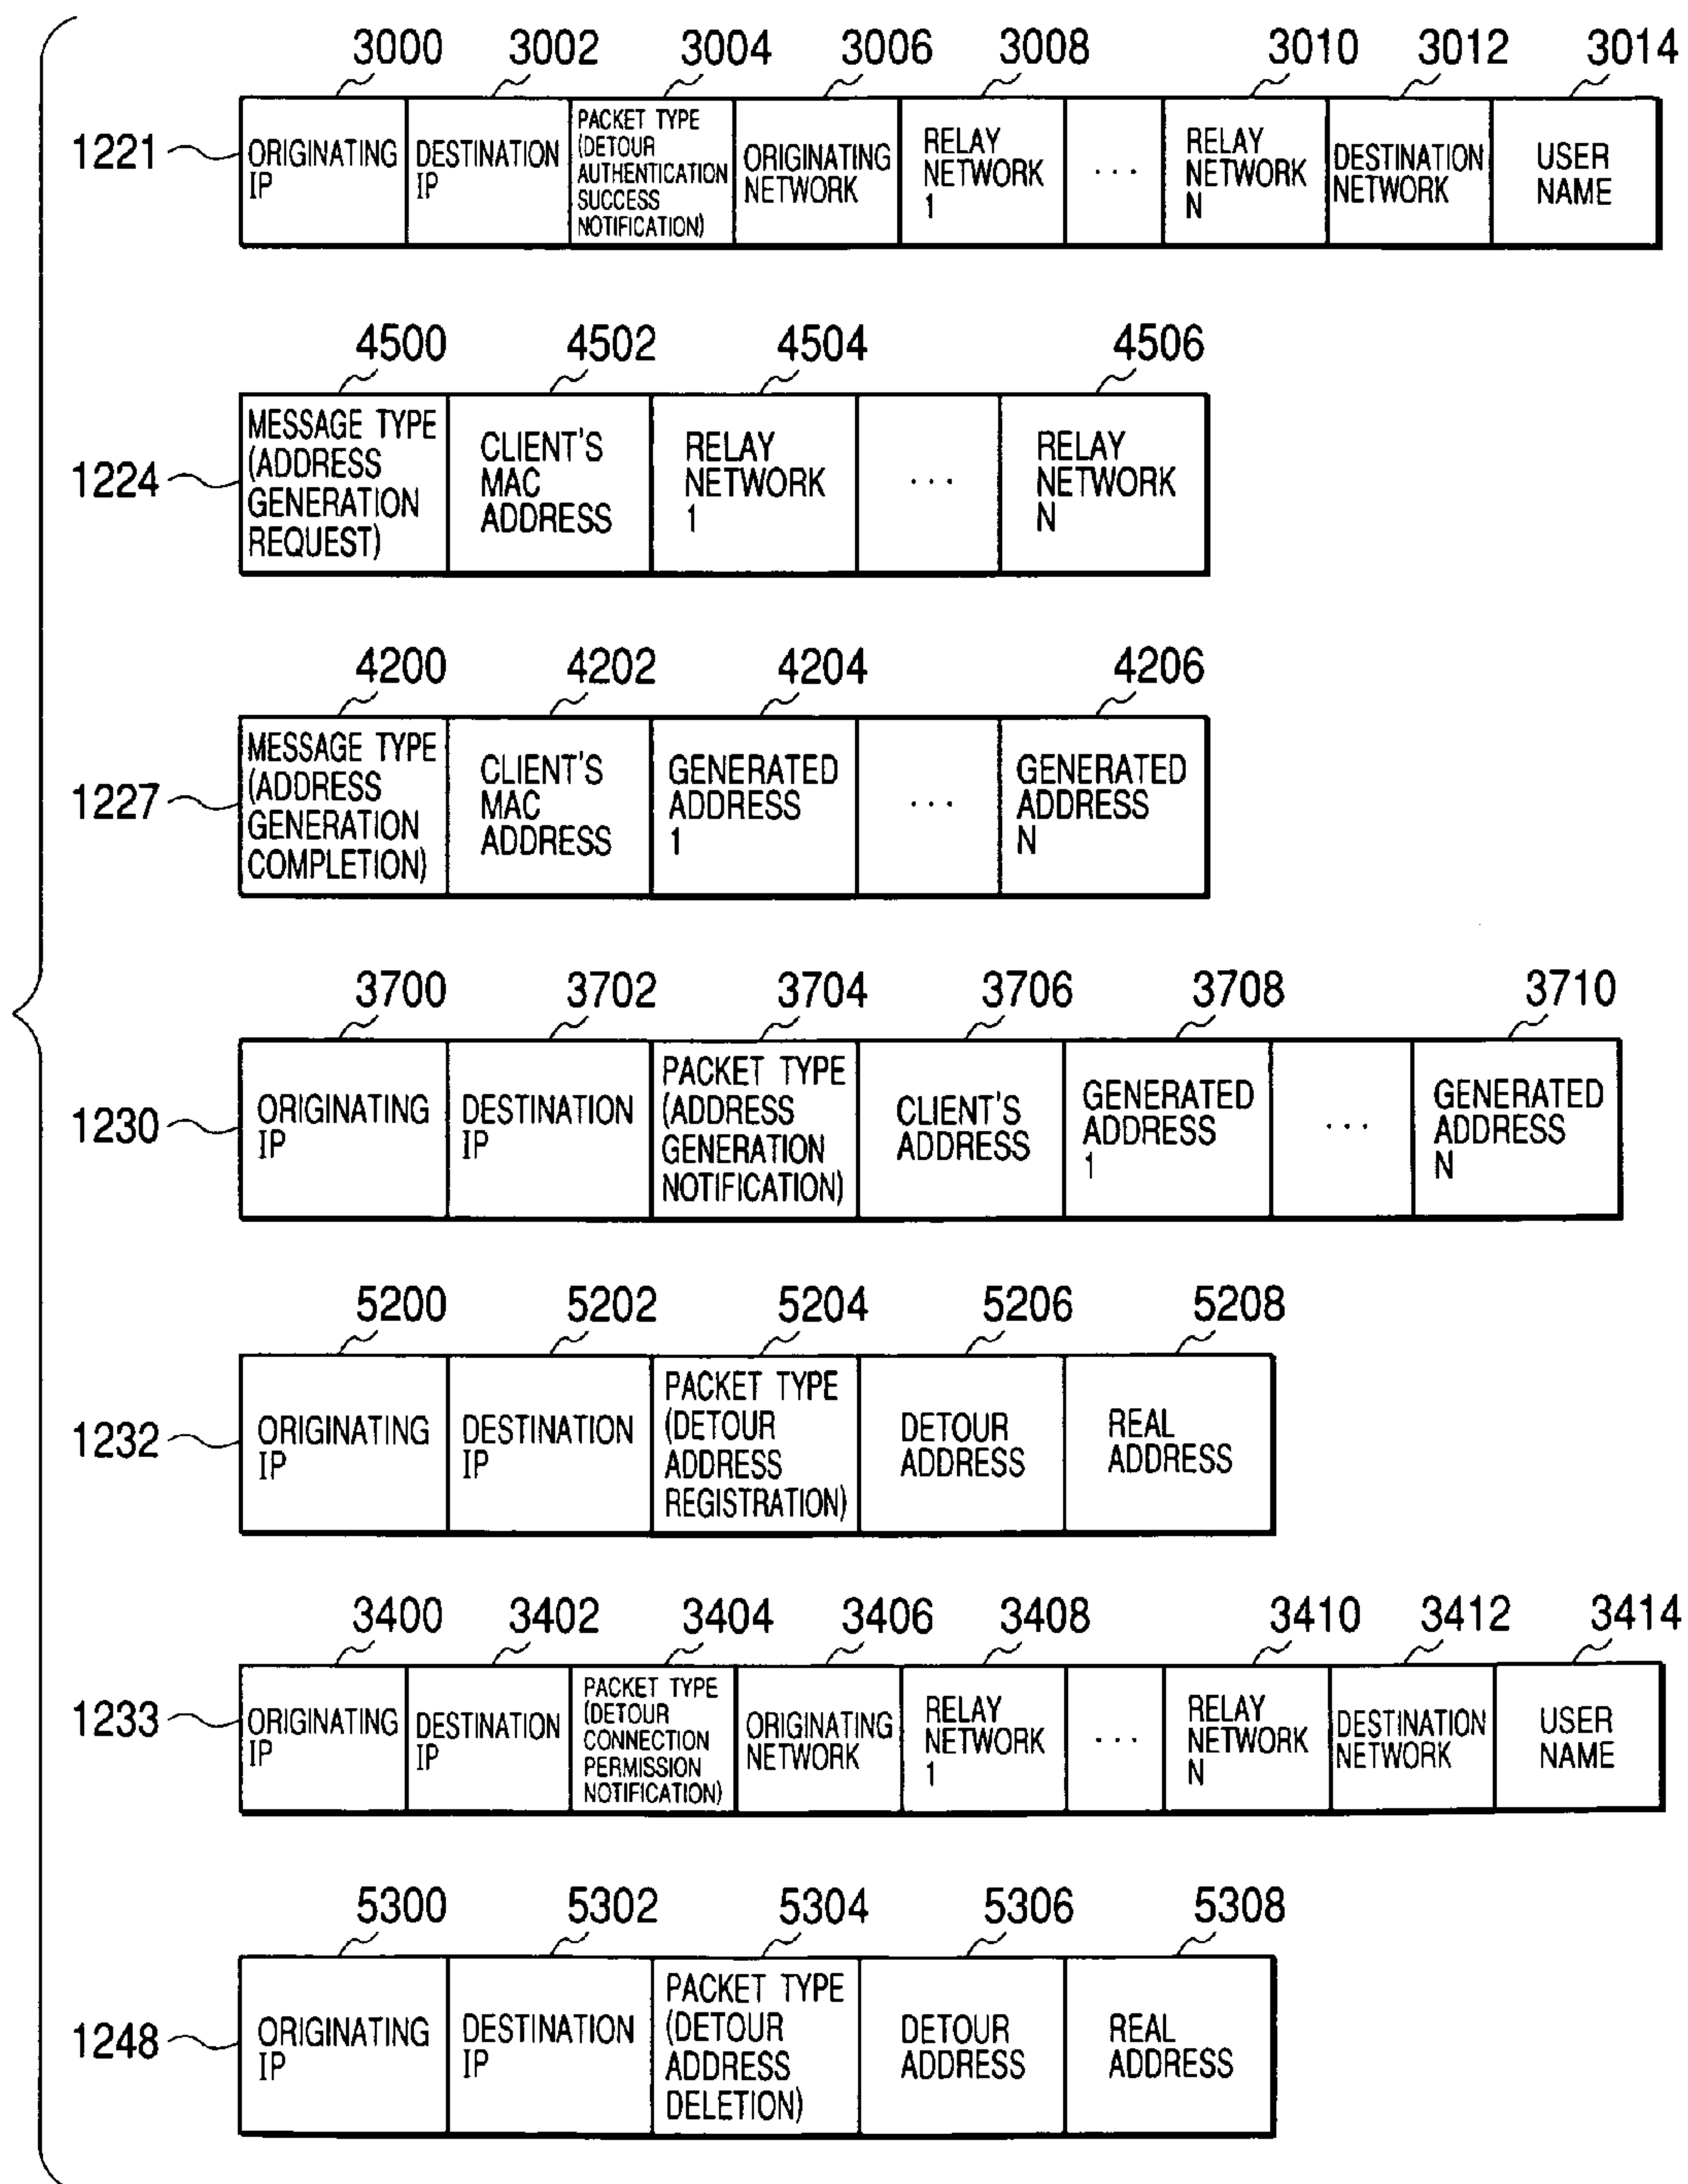 3000 3002 3004 3006 3008 3010 3012 3014
1221
ORIGINATING
IP
DESTINATION
IP
PACKET TYPE
(DETOUR
AUTHENTICATION
SUCCESS
NOTIFICATION)
ORIGINATING
NETWORK
RELAY
NETWORK
1
...
RELAY
NETWORK
N
DESTINATION
NETWORK
USER
NAME
4500 4502 4504 4506
1224
MESSAGE TYPE
(ADDRESS
GENERATION
REQUEST)
CLIENT'S
MAC
ADDRESS
RELAY
NETWORK
1
...
RELAY
NETWORK
N
4200 4202 4204 4206
1227
MESSAGE TYPE
(ADDRESS
GENERATION
COMPLETION)
CLIENT'S
MAC
ADDRESS
GENERATED
ADDRESS
1
...
GENERATED
ADDRESS
N
3700 3702 3704 3706 3708 3710
1230
ORIGINATING
IP
DESTINATION
IP
PACKET TYPE
(ADDRESS
GENERATION
NOTIFICATION)
CLIENT'S
ADDRESS
GENERATED
ADDRESS
1
...
GENERATED
ADDRESS
N
5200 5202 5204 5206 5208
1232
ORIGINATING
IP
DESTINATION
IP
PACKET TYPE
(DETOUR
ADDRESS
REGISTRATION)
DETOUR
ADDRESS
REAL
ADDRESS
3400 3402 3404 3406 3408 3410 3412 3414
1233
ORIGINATING
IP
DESTINATION
IP
PACKET TYPE
(DETOUR
CONNECTION
PERMISSION
NOTIFICATION)
ORIGINATING
NETWORK
RELAY
NETWORK
1
...
RELAY
NETWORK
N
DESTINATION
NETWORK
USER
NAME
5300 5302 5304 5306 5308
1248
ORIGINATING
IP
DESTINATION
IP
PACKET TYPE
(DETOUR
ADDRESS
DELETION)
DETOUR
ADDRESS
REAL
ADDRESS